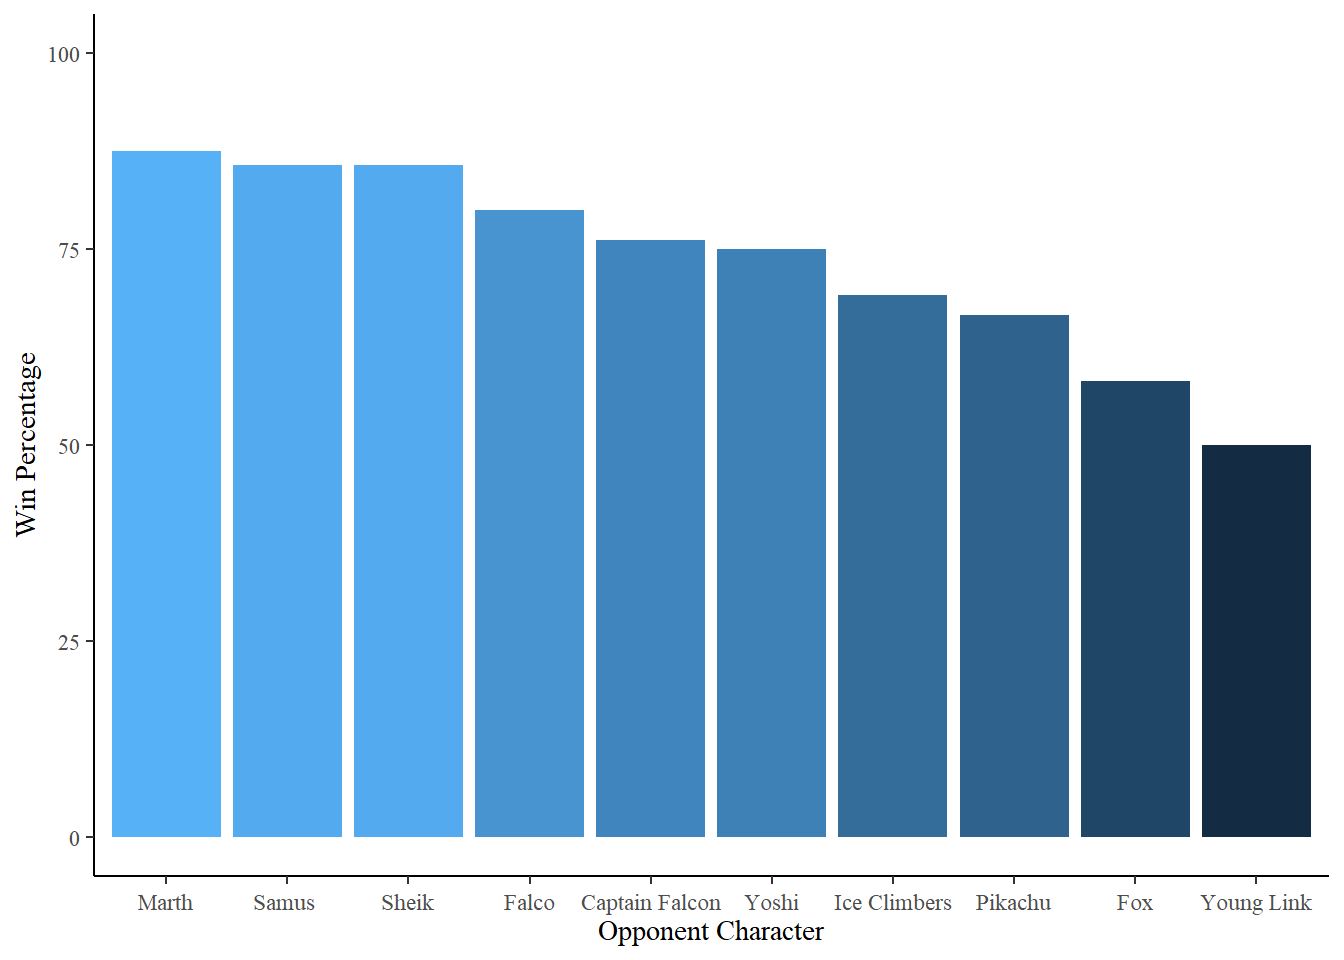 100
75
50
25
0
Win Percentage
Marth Samus Sheik Falco Captain Falcon Yoshi Ice Climbers Pikachu Fox Young Link
Opponent Character